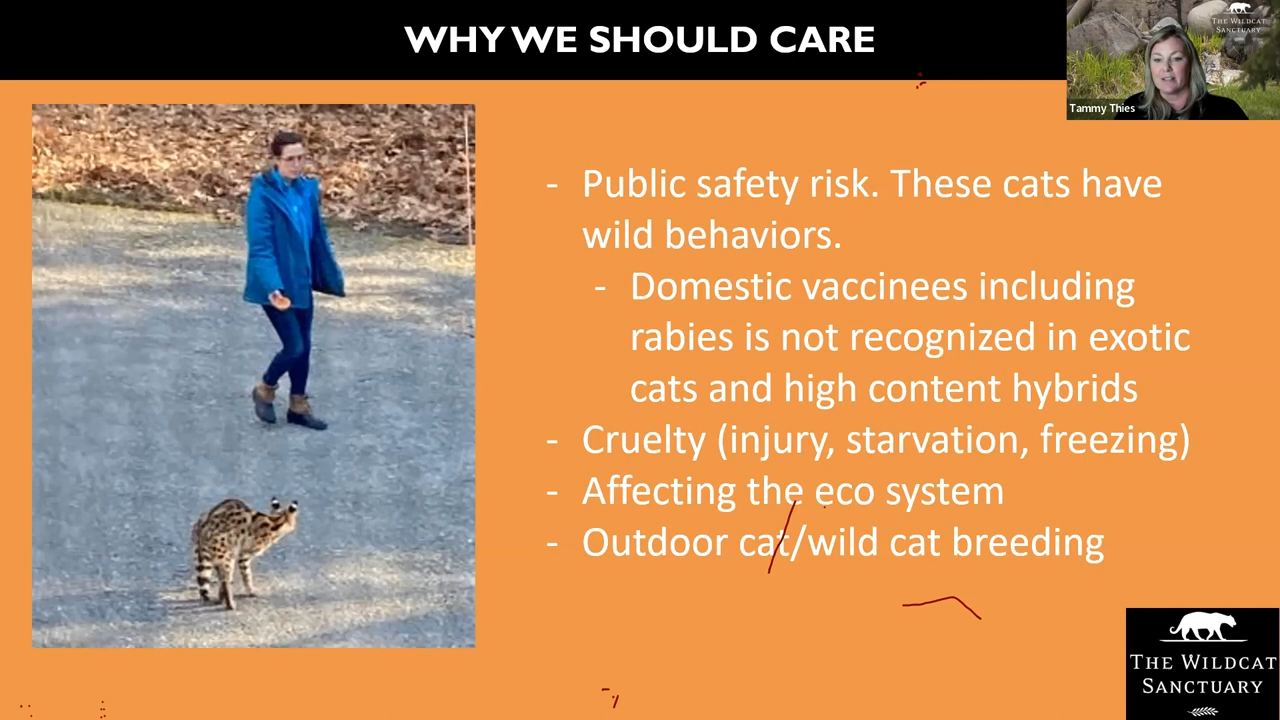 WHY WE SHOULD CARE
THE WILDCAT
SANCTUARY
Tammy Thies
- Public safety risk. These cats have
wild behaviors.
- Domestic vaccinees including
rabies is not recognized in exotic
cats and high content hybrids
- Cruelty (injury, starvation, freezing)
- Affecting the eco system
- Outdoor cat/wild cat breeding
THE WILDCAT
SANCTUARY